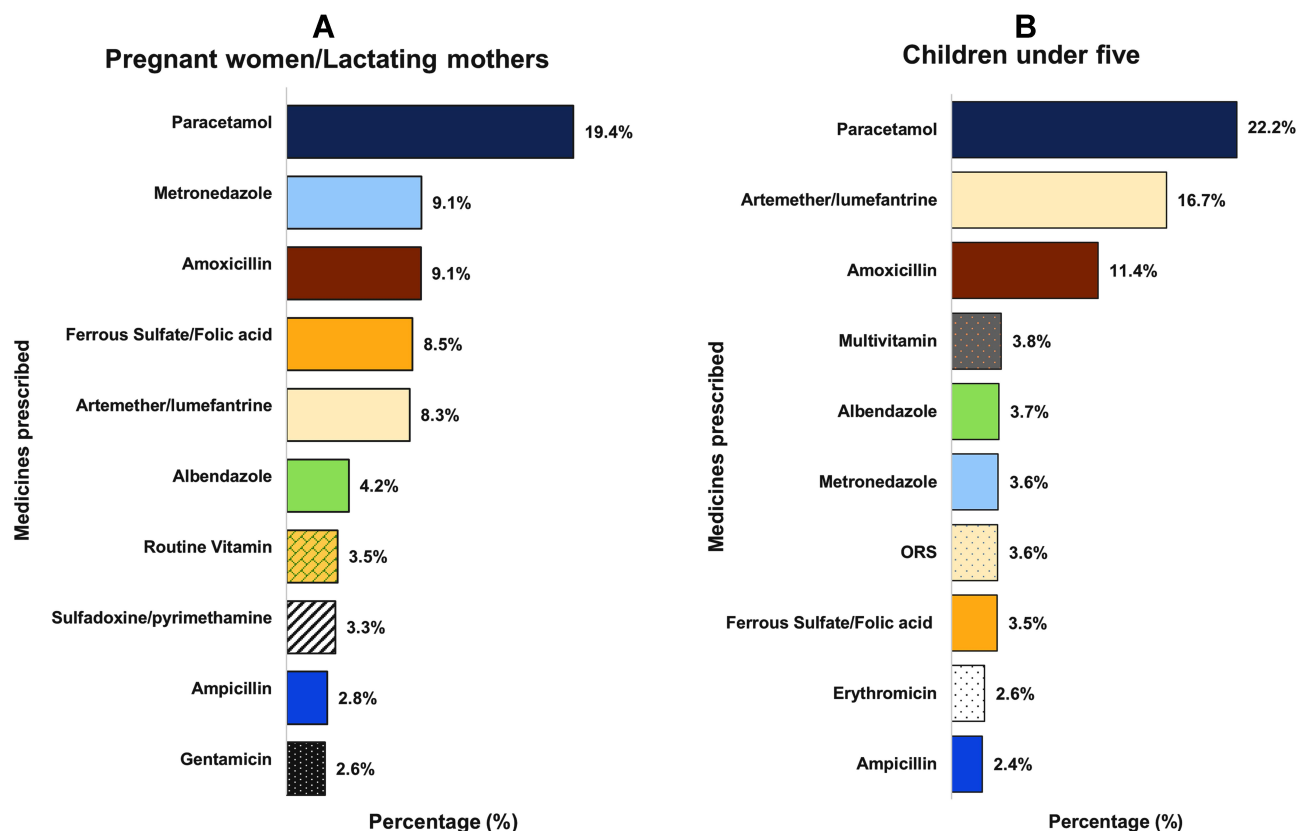 A
Pregnant women/Lactating mothers
Medicines prescribed
Paracetamol 19.4%
Metronedazole 9.1%
Amoxicillin 9.1%
Ferrous Sulfate/Folic acid 8.5%
Artemether/lumefantrine 8.3%
Albendazole 4.2%
Routine Vitamin 3.5%
Sulfadoxine/pyrimethamine 3.3%
Ampicillin 2.8%
Gentamicin 2.6%
Percentage (%)
B
Children under five
Medicines prescribed
Paracetamol 22.2%
Artemether/lumefantrine 16.7%
Amoxicillin 11.4%
Multivitamin 3.8%
Albendazole 3.7%
Metronedazole 3.6%
ORS 3.6%
Ferrous Sulfate/Folic acid 3.5%
Erythromicin 2.6%
Ampicillin 2.4%
Percentage (%)